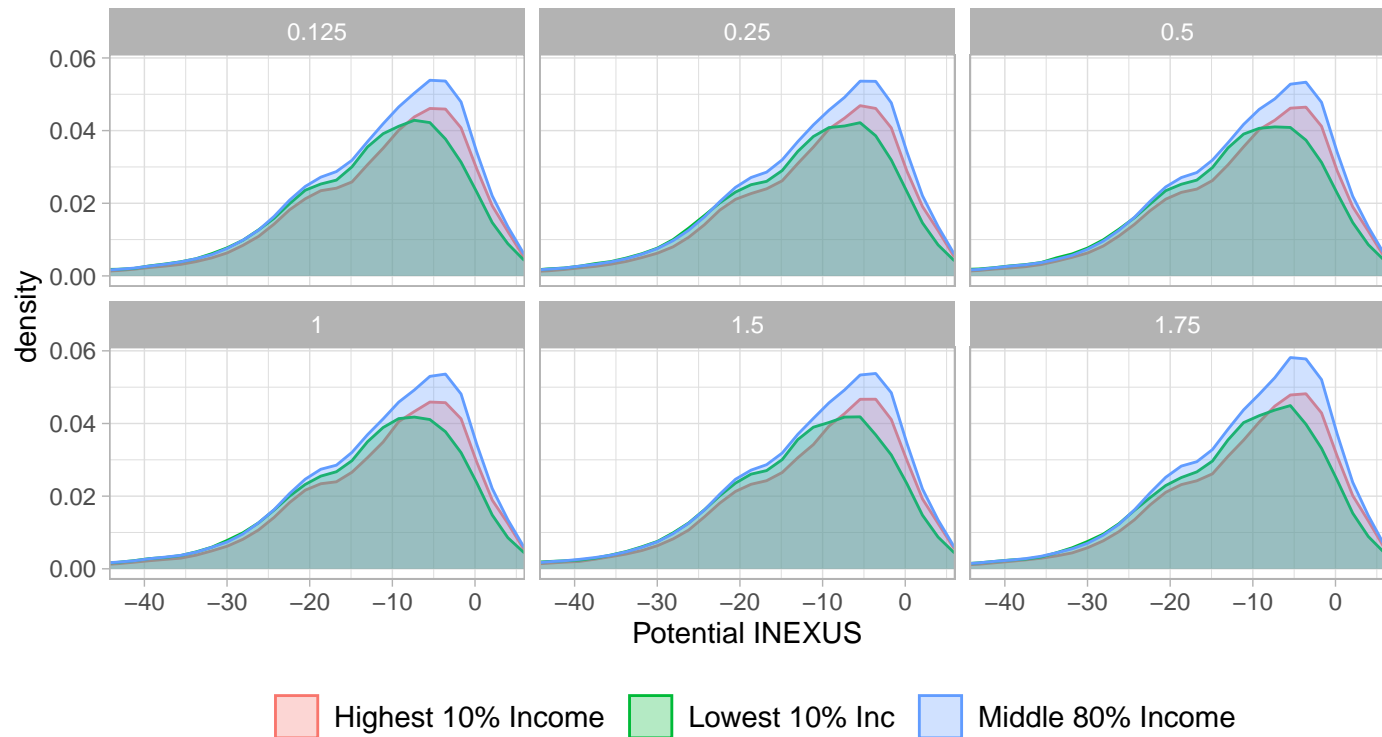 0.125 0.25 0.5
0.06
0.04
0.02
0.00
density
1 1.5 1.75
0.06
0.04
0.02
0.00
−40 −30 −20 −10 0 −40 −30 −20 −10 0 −40 −30 −20 −10 0
Potential INEXUS
Highest 10% Income Lowest 10% Inc Middle 80% Income